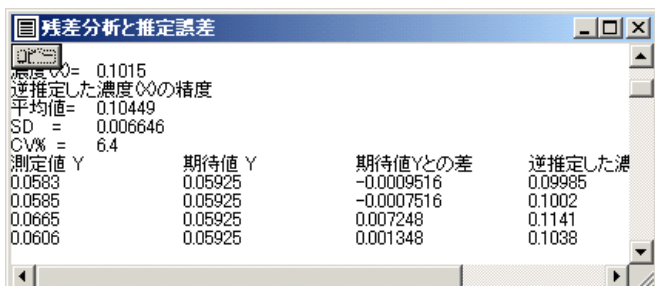 残差分析と推定誤差
濃度(X)= 0.1015
逆推定した濃度(X)の精度
平均値= 0.10449
SD = 0.006646
CV% = 6.4
測定値 Y 期待値 Y 期待値Yとの差 逆推定した濃
0.0583 0.05925 -0.0009516 0.09985
0.0585 0.05925 -0.0007516 0.1002
0.0665 0.05925 0.007248 0.1141
0.0606 0.05925 0.001348 0.1038